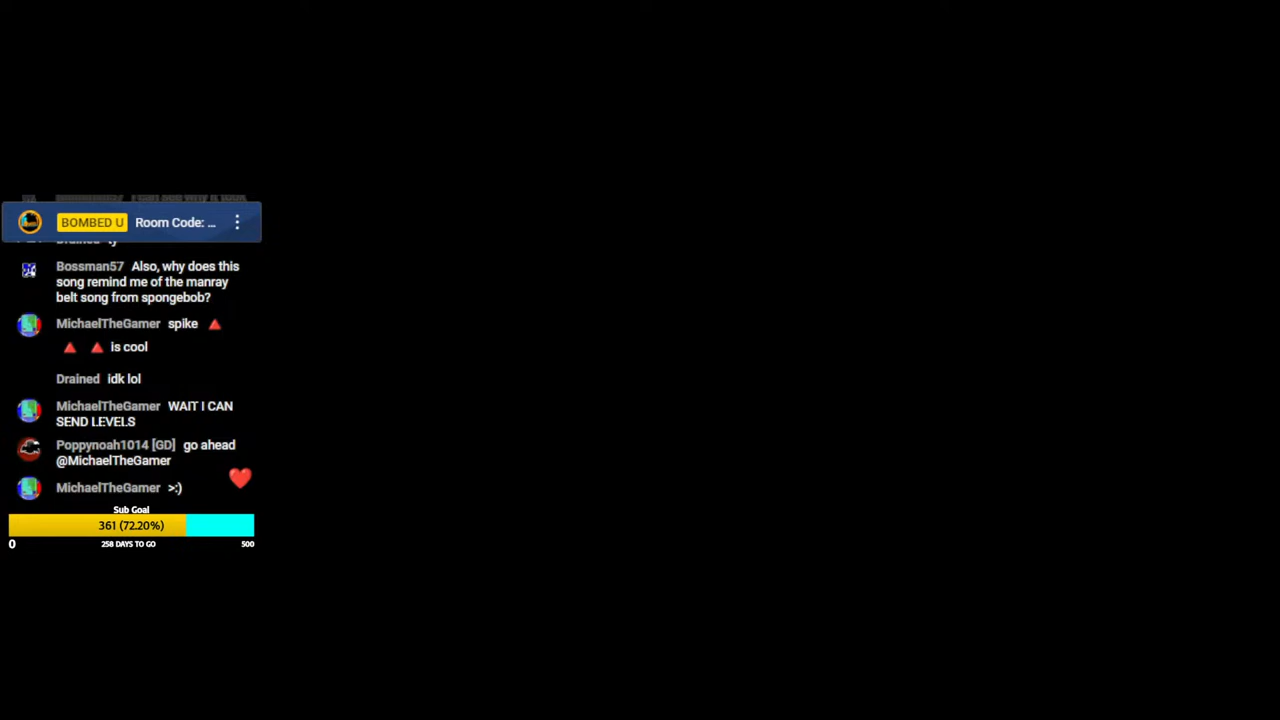 BOMBED U Room Code: ...
Drained ty
Bossman57 Also, why does this
song remind me of the manray
belt song from spongebob?
MichaelTheGamer spike 🔺
🔺 🔺 is cool
Drained idk lol
MichaelTheGamer WAIT I CAN
SEND LEVELS
Poppynoah1014 [GD] go ahead
@MichaelTheGamer
MichaelTheGamer >:)
Sub Goal
361 (72.20%)
0 258 DAYS TO GO 500